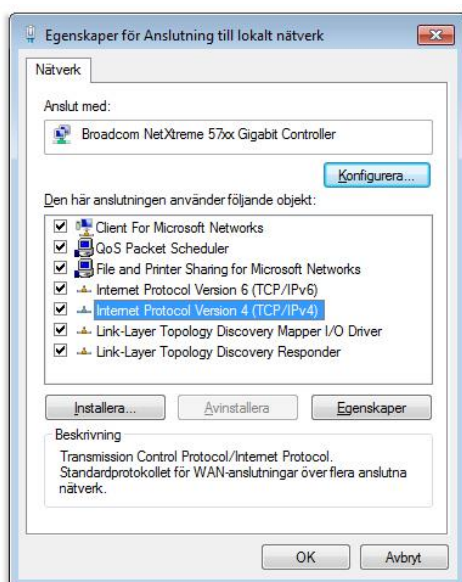 Egenskaper för Anslutning till lokalt nätverk
Nätverk
Anslut med:
Broadcom NetXtreme 57xx Gigabit Controller
Konfigurera...
Den här anslutningen använder följande objekt:
Client For Microsoft Networks
QoS Packet Scheduler
File and Printer Sharing for Microsoft Networks
Internet Protocol Version 6 (TCP/IPv6)
Internet Protocol Version 4 (TCP/IPv4)
Link-Layer Topology Discovery Mapper I/O Driver
Link-Layer Topology Discovery Responder
Installera... Avinstallera Egenskaper
Beskrivning
Transmission Control Protocol/Internet Protocol.
Standardprotokollet för WAN-anslutningar över flera anslutna
nätverk.
OK Avbryt